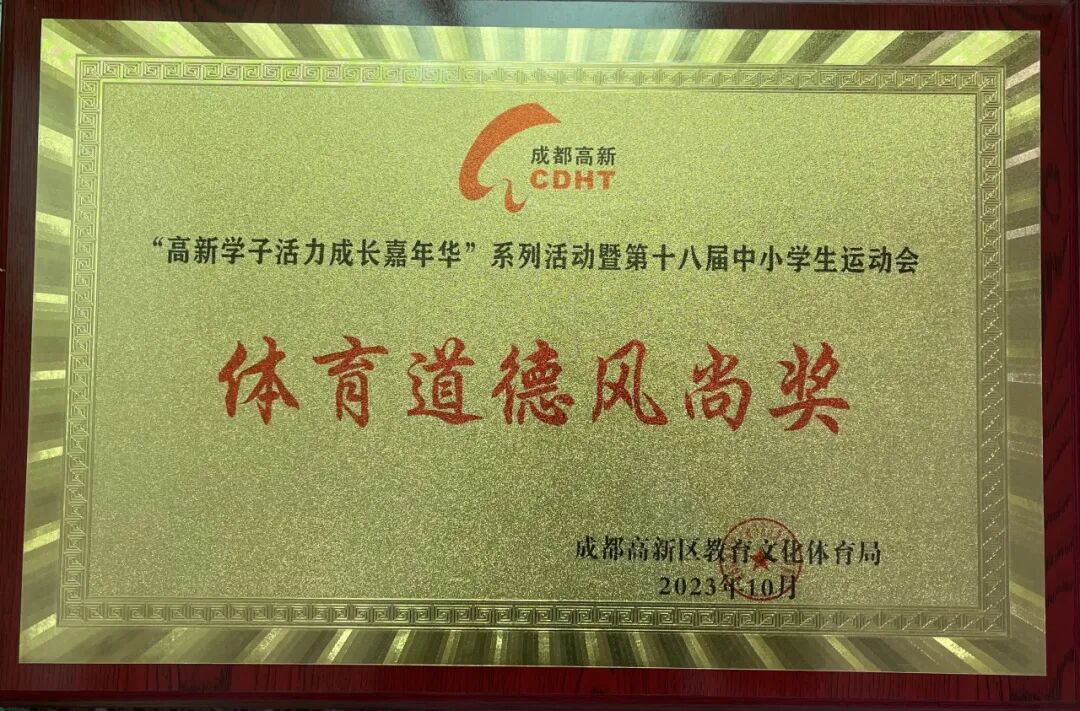 成都高新
CDHT
“高新学子活力成长嘉年华”系列活动暨第十八届中小学生运动会
体育道德风尚奖
成都高新区教育文化体育局
2023年10月